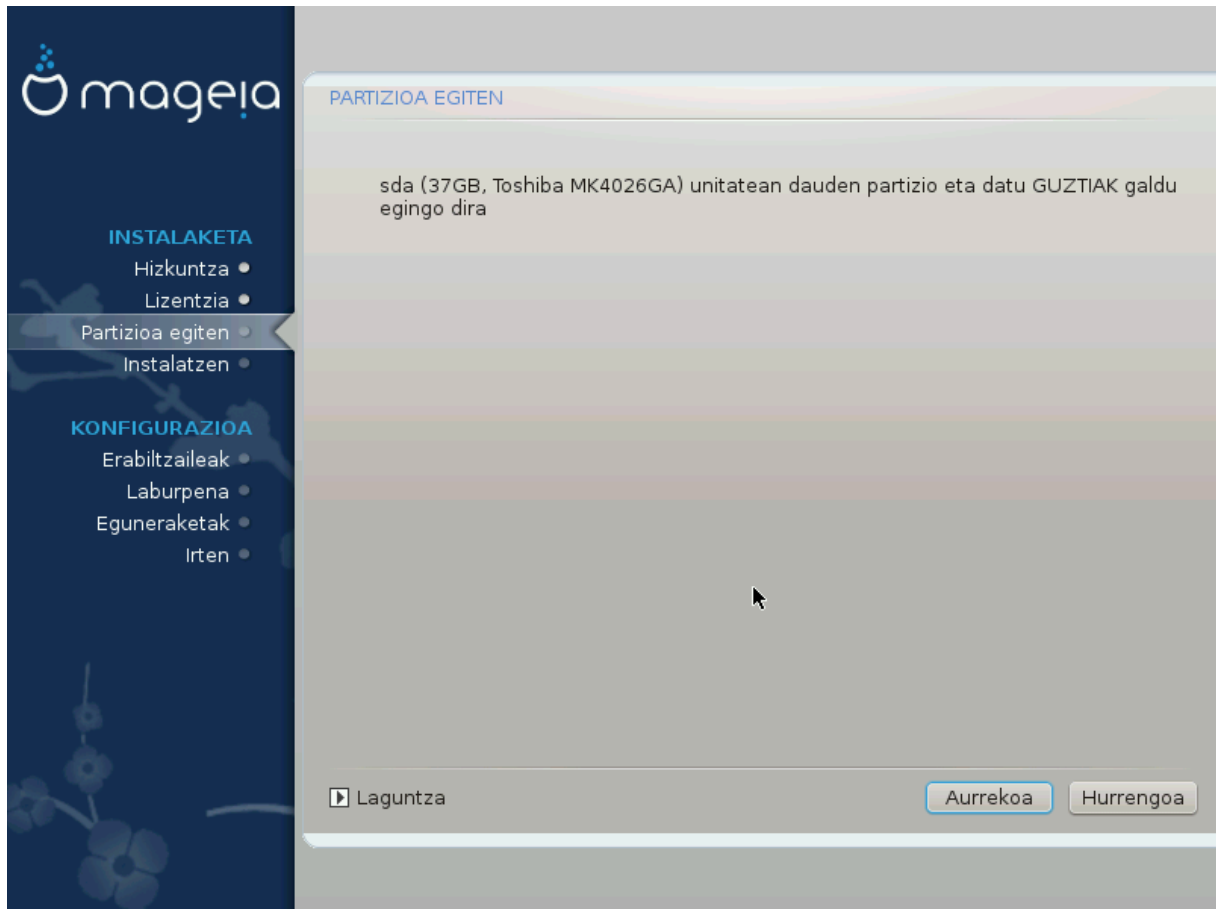 mageia
PARTIZIOA EGITEN
sda (37GB, Toshiba MK4026GA) unitatean dauden partizio eta datu GUZTIAK galdu
egingo dira
INSTALAKETA
Hizkuntza
Lizentzia
Partizioa egiten
Instalatzen
KONFIGURAZIOA
Erabiltzaileak
Laburpena
Eguneraketak
Irten
Laguntza
Aurrekoa
Hurrengoa